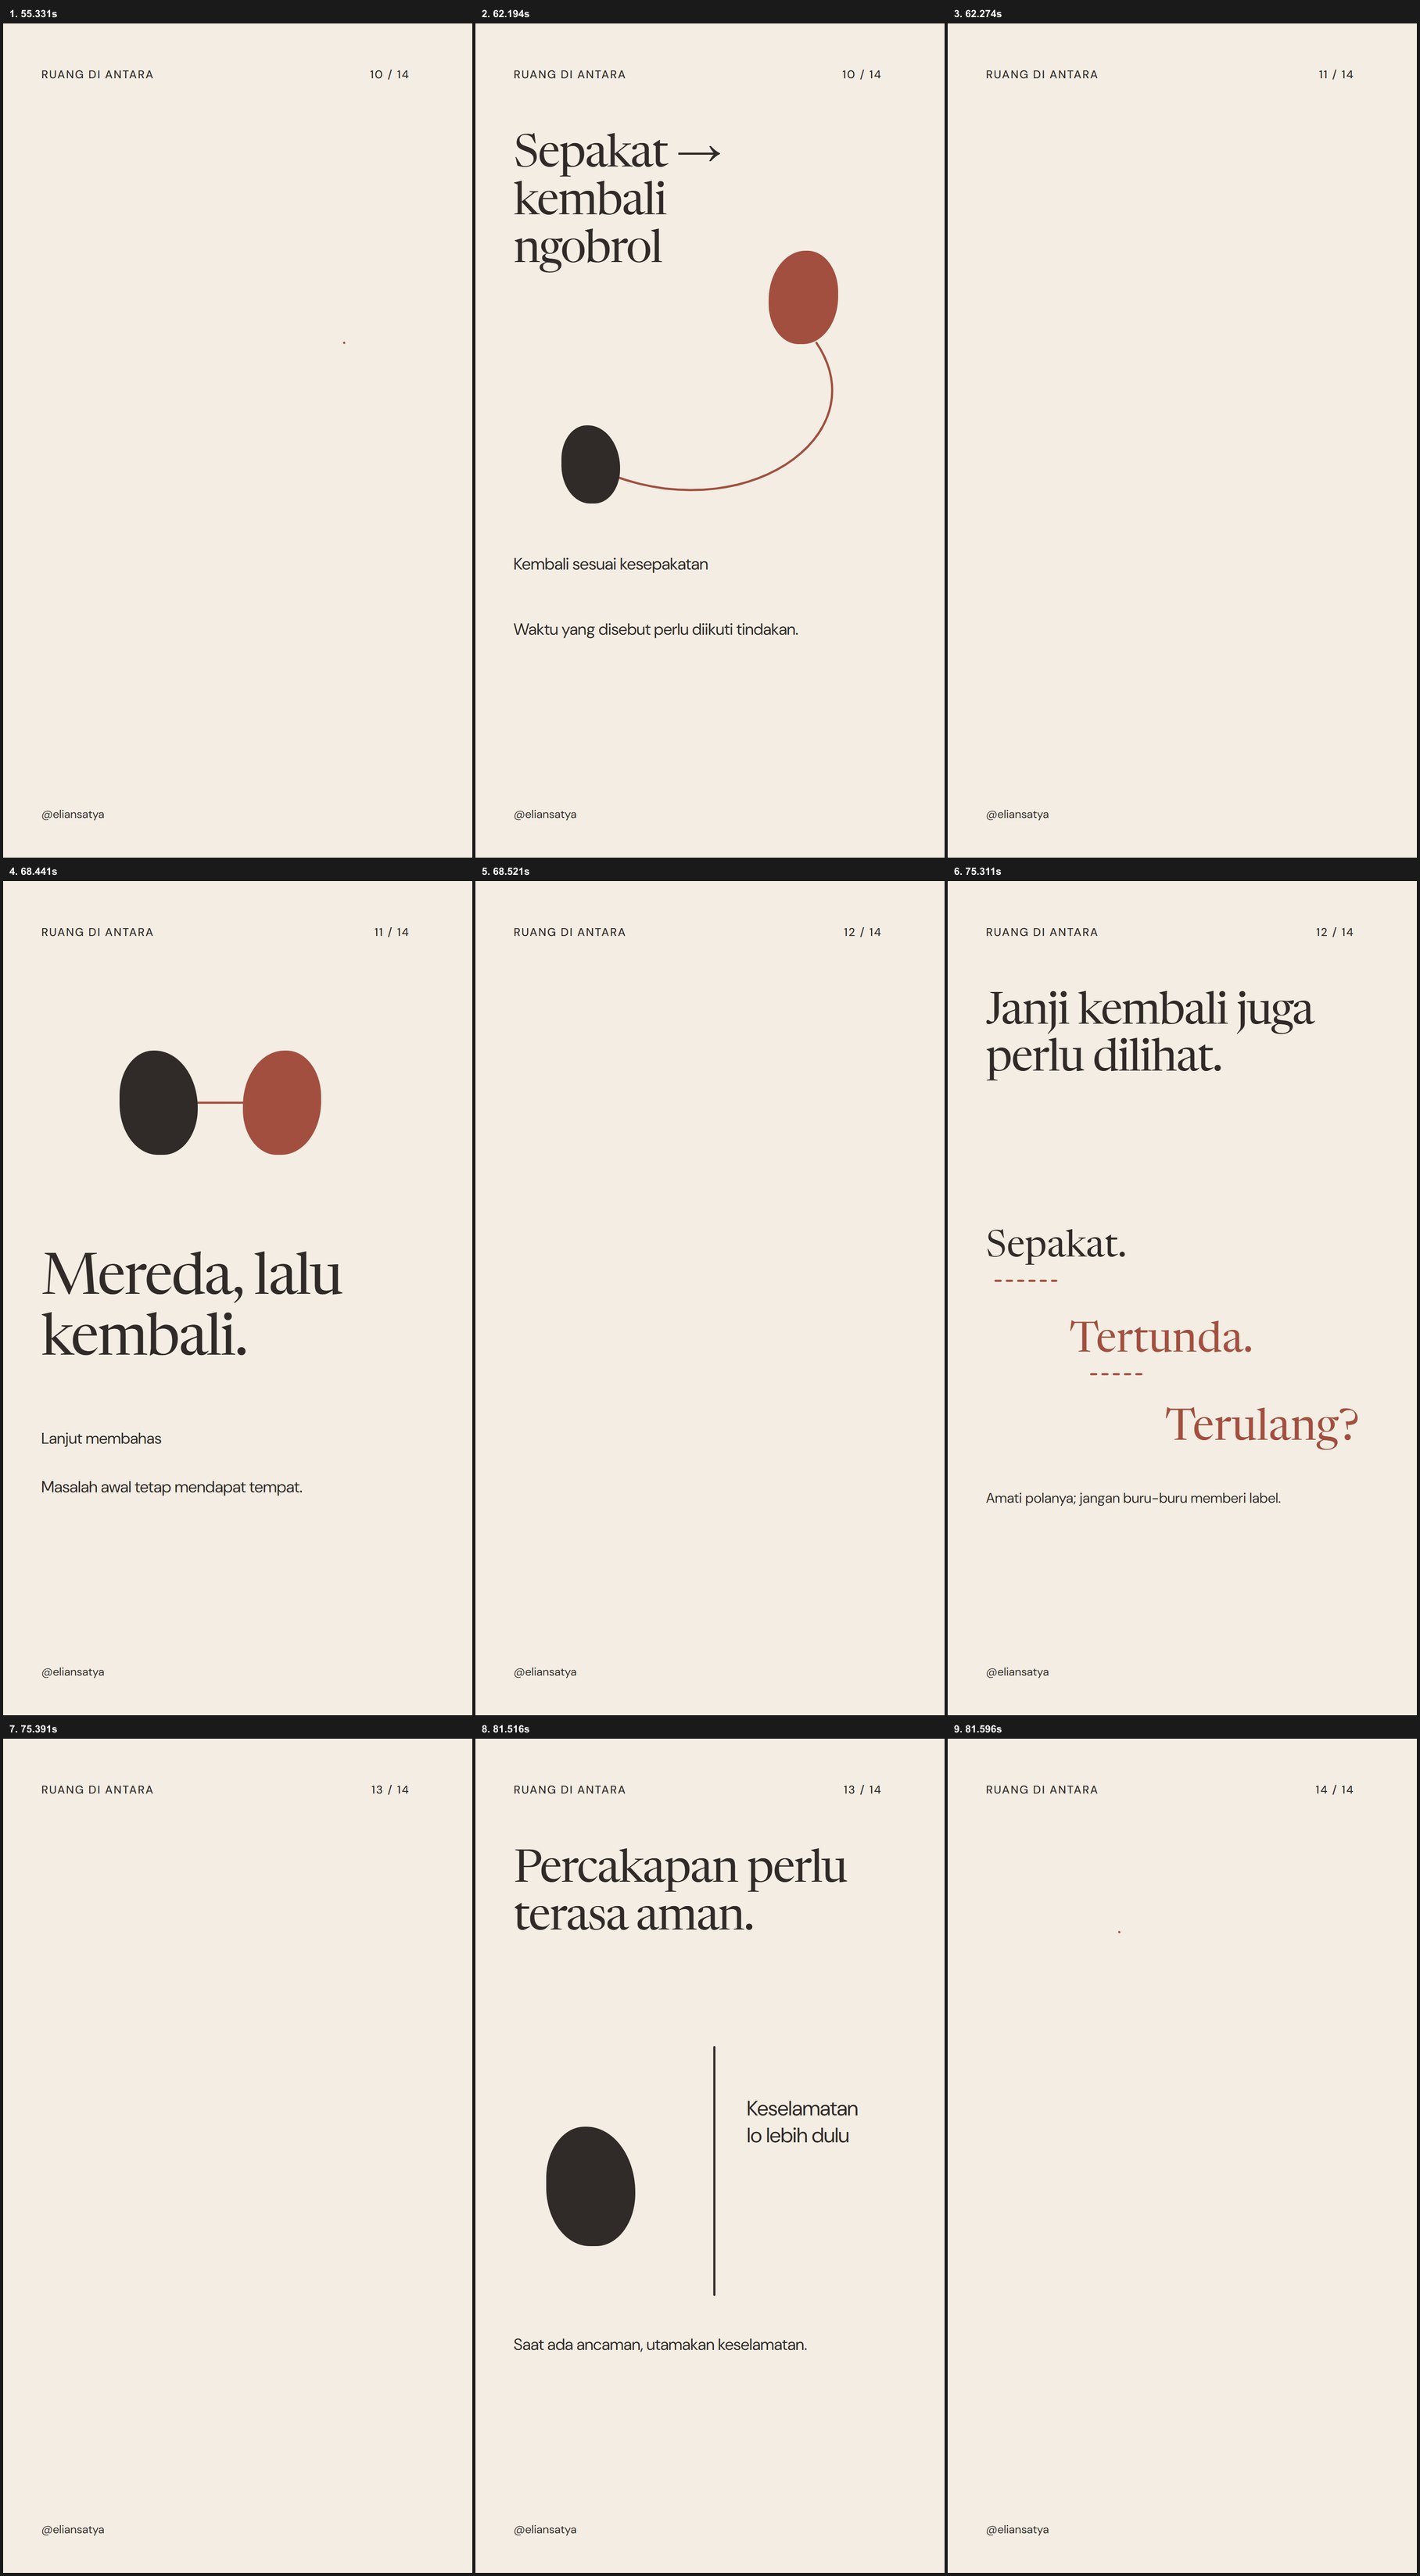 1. 55.331s
RUANG DI ANTARA
10 / 14
@eliansatya
2. 62.194s
RUANG DI ANTARA
10 / 14
Sepakat →
kembali
ngobrol
Kembali sesuai kesepakatan
Waktu yang disebut perlu diikuti tindakan.
@eliansatya
3. 62.274s
RUANG DI ANTARA
11 / 14
@eliansatya
4. 68.441s
RUANG DI ANTARA
11 / 14
Mereda, lalu
kembali.
Lanjut membahas
Masalah awal tetap mendapat tempat.
@eliansatya
5. 68.521s
RUANG DI ANTARA
12 / 14
@eliansatya
6. 75.311s
RUANG DI ANTARA
12 / 14
Janji kembali juga
perlu dilihat.
Sepakat.
Tertunda.
Terulang?
Amati polanya; jangan buru-buru memberi label.
@eliansatya
7. 75.391s
RUANG DI ANTARA
13 / 14
@eliansatya
8. 81.516s
RUANG DI ANTARA
13 / 14
Percakapan perlu
terasa aman.
Keselamatan
lo lebih dulu
Saat ada ancaman, utamakan keselamatan.
@eliansatya
9. 81.596s
RUANG DI ANTARA
14 / 14
@eliansatya